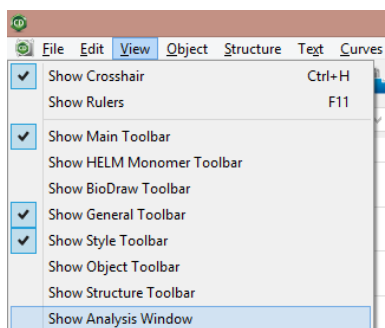 CD
File Edit View Object Structure Text Curves
Show Crosshair Ctrl+H
Show Rulers F11
Show Main Toolbar
Show HELM Monomer Toolbar
Show BioDraw Toolbar
Show General Toolbar
Show Style Toolbar
Show Object Toolbar
Show Structure Toolbar
Show Analysis Window